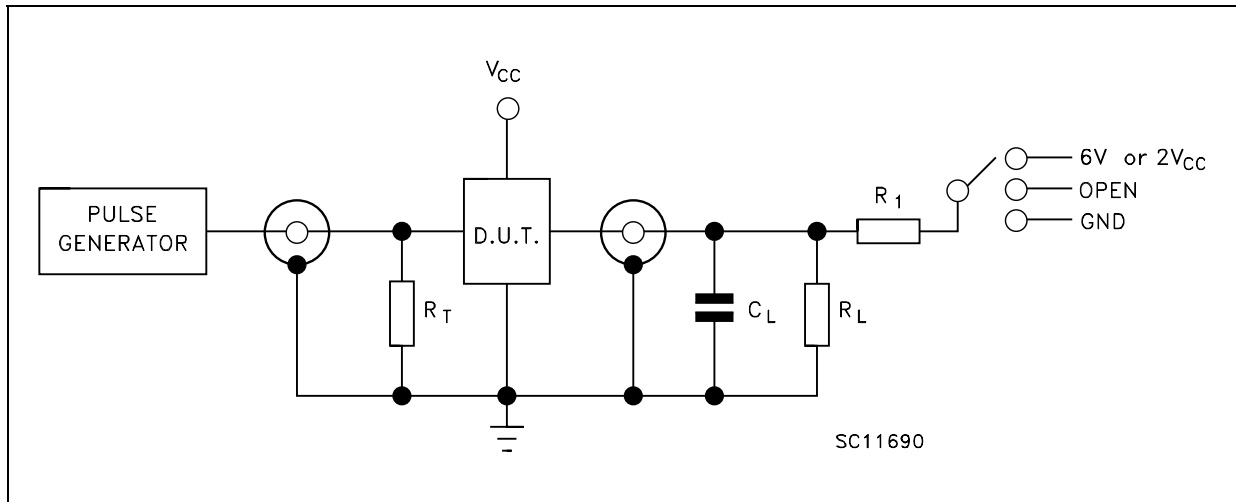 VCC
PULSE
GENERATOR
D.U.T.
RT
CL
RL
R1
6V or 2VCC
OPEN
GND
SC11690